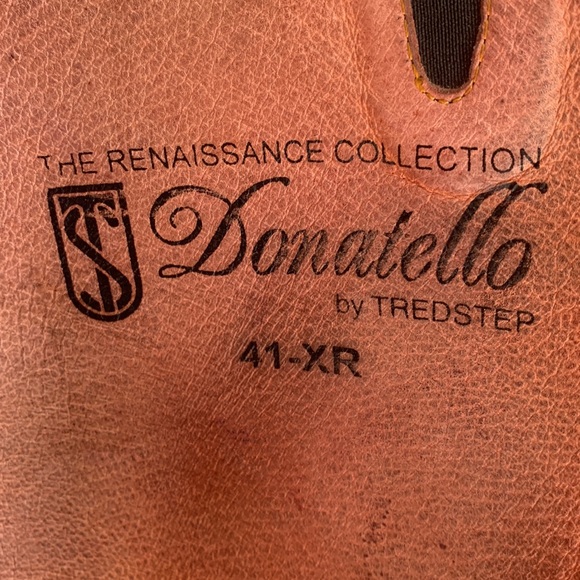 THE RENAISSANCE COLLECTION
TS Donatello
by TREDSTEP
41-XR